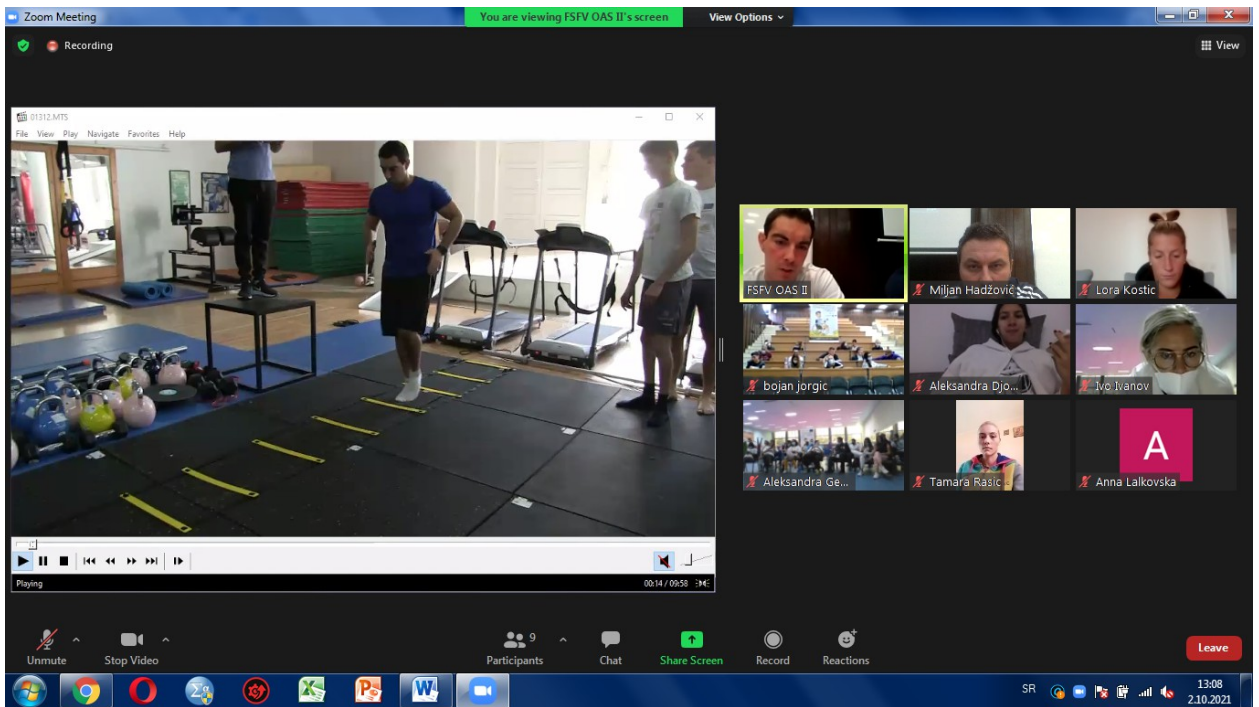 Zoom Meeting
You are viewing FSFV OAS II's screen
View Options
Recording
View
01312.MTS
File View Play Navigate Favorites Help
FSFV OAS II
Miljan Hadžović
Lora Kostic
bojan jorgic
Aleksandra Djo...
Ivo Ivanov
Aleksandra Ge...
Tamara Rasic
A
Anna Lalkovska
Playing
00:14 / 09:58
Unmute
Stop Video
9
Participants
Chat
Share Screen
Record
Reactions
Leave
SR
13:08
2.10.2021